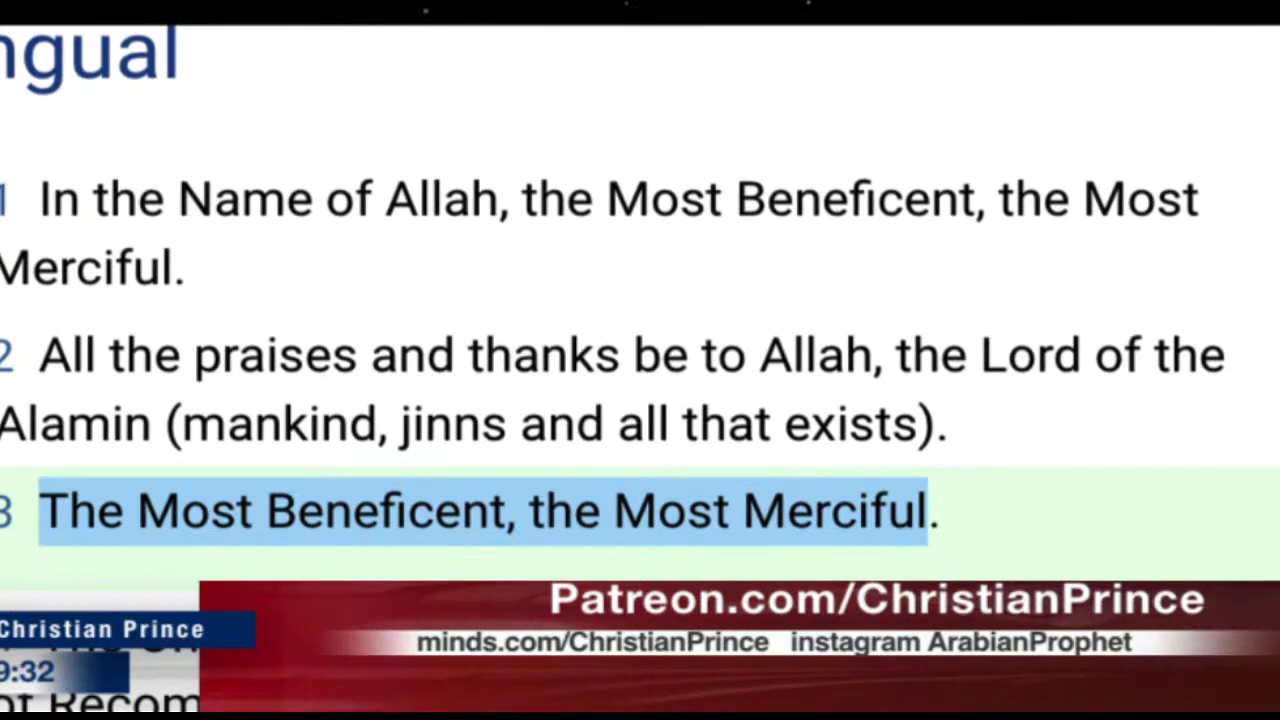 ngual
1 In the Name of Allah, the Most Beneficent, the Most
Merciful.
2 All the praises and thanks be to Allah, the Lord of the
Alamin (mankind, jinns and all that exists).
3 The Most Beneficent, the Most Merciful.
Patreon.com/ChristianPrince
Christian Prince
minds.com/ChristianPrince instagram ArabianProphet
9:32
of Recom